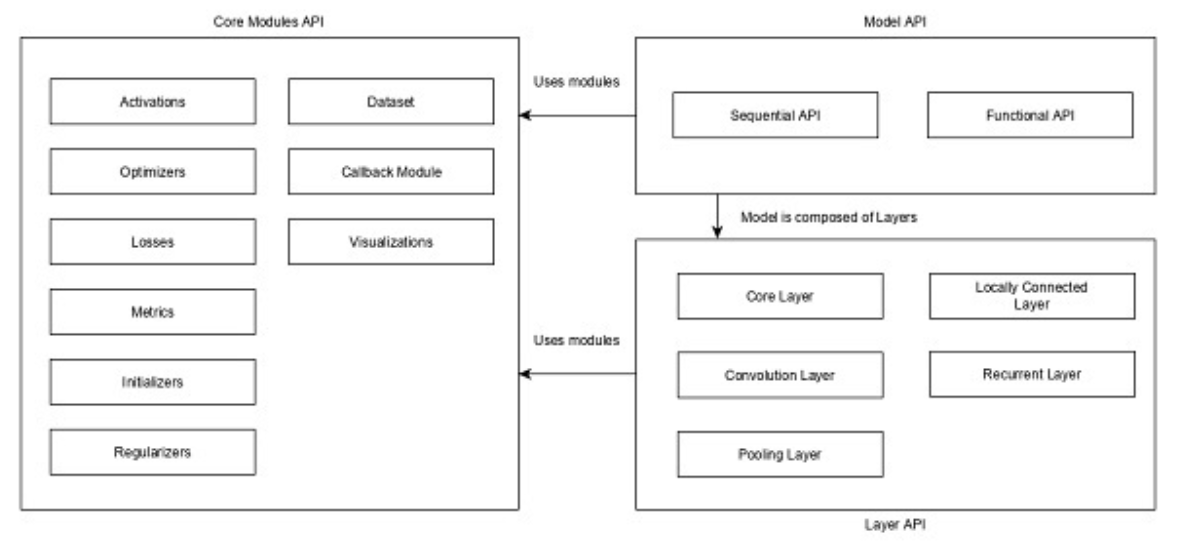 Core Modules API
Activations
Dataset
Optimizers
Callback Module
Losses
Visualizations
Metrics
Initializers
Regularizers
Uses modules
Uses modules
Model API
Sequential API
Functional API
Model is composed of Layers
Core Layer
Locally Connected
Layer
Convolution Layer
Recurrent Layer
Pooling Layer
Layer API